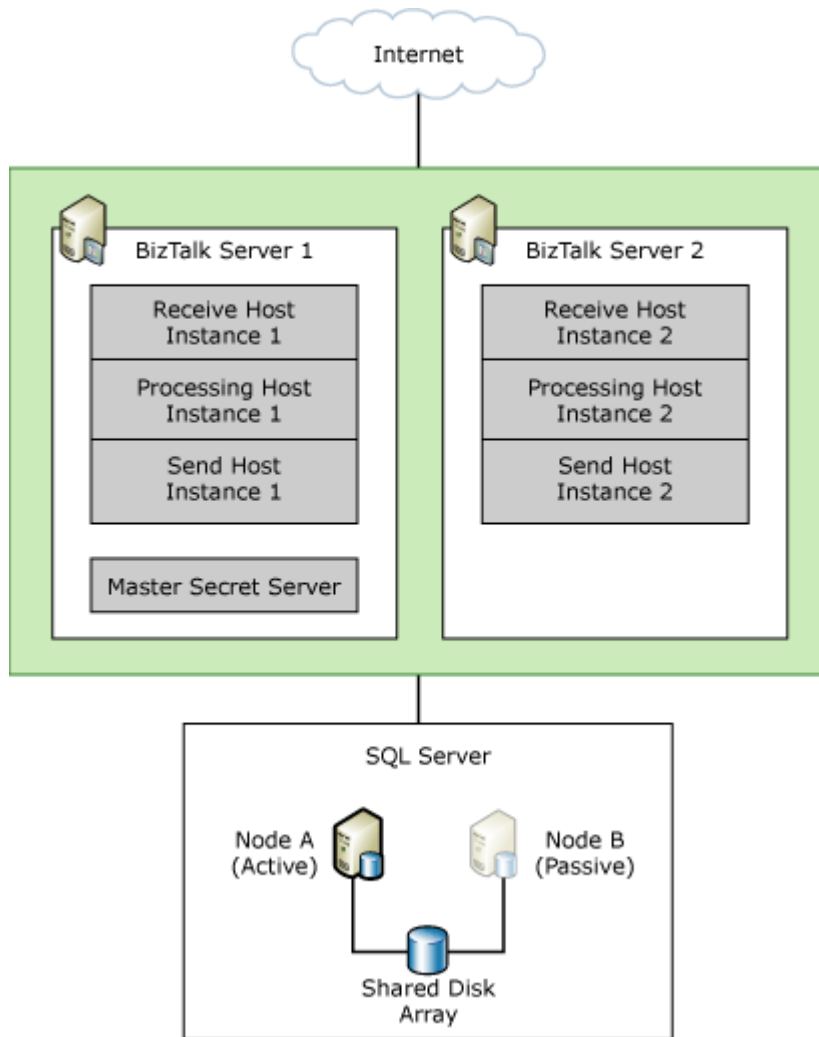 Internet
BizTalk Server 1
Receive Host
Instance 1
Processing Host
Instance 1
Send Host
Instance 1
Master Secret Server
BizTalk Server 2
Receive Host
Instance 2
Processing Host
Instance 2
Send Host
Instance 2
SQL Server
Node A
(Active)
Node B
(Passive)
Shared Disk
Array